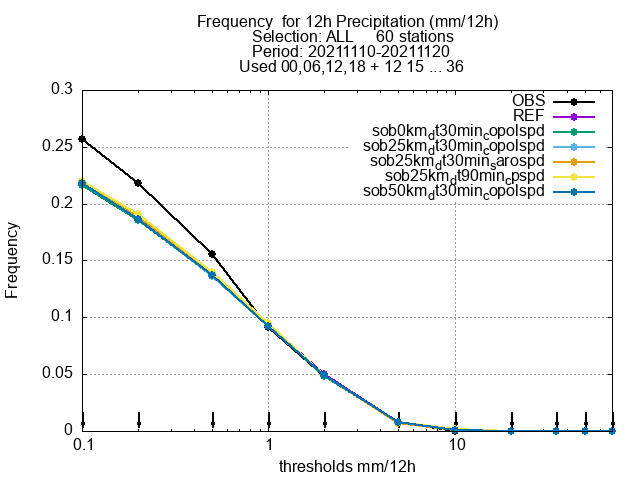 Frequency  for 12h Precipitation (mm/12h)
Selection: ALL     60 stations
Period: 20211110-20211120
Used 00,06,12,18 + 12 15 ... 36
0.3
0.25
0.2
0.15
0.1
0.05
0
Frequency
OBS
REF
sob0km_dt30min_copolspd
sob25km_dt30min_copolspd
sob25km_dt30min_sarospd
sob25km_dt90min_cpspd
sob50km_dt30min_copolspd
0.1
1
10
thresholds mm/12h